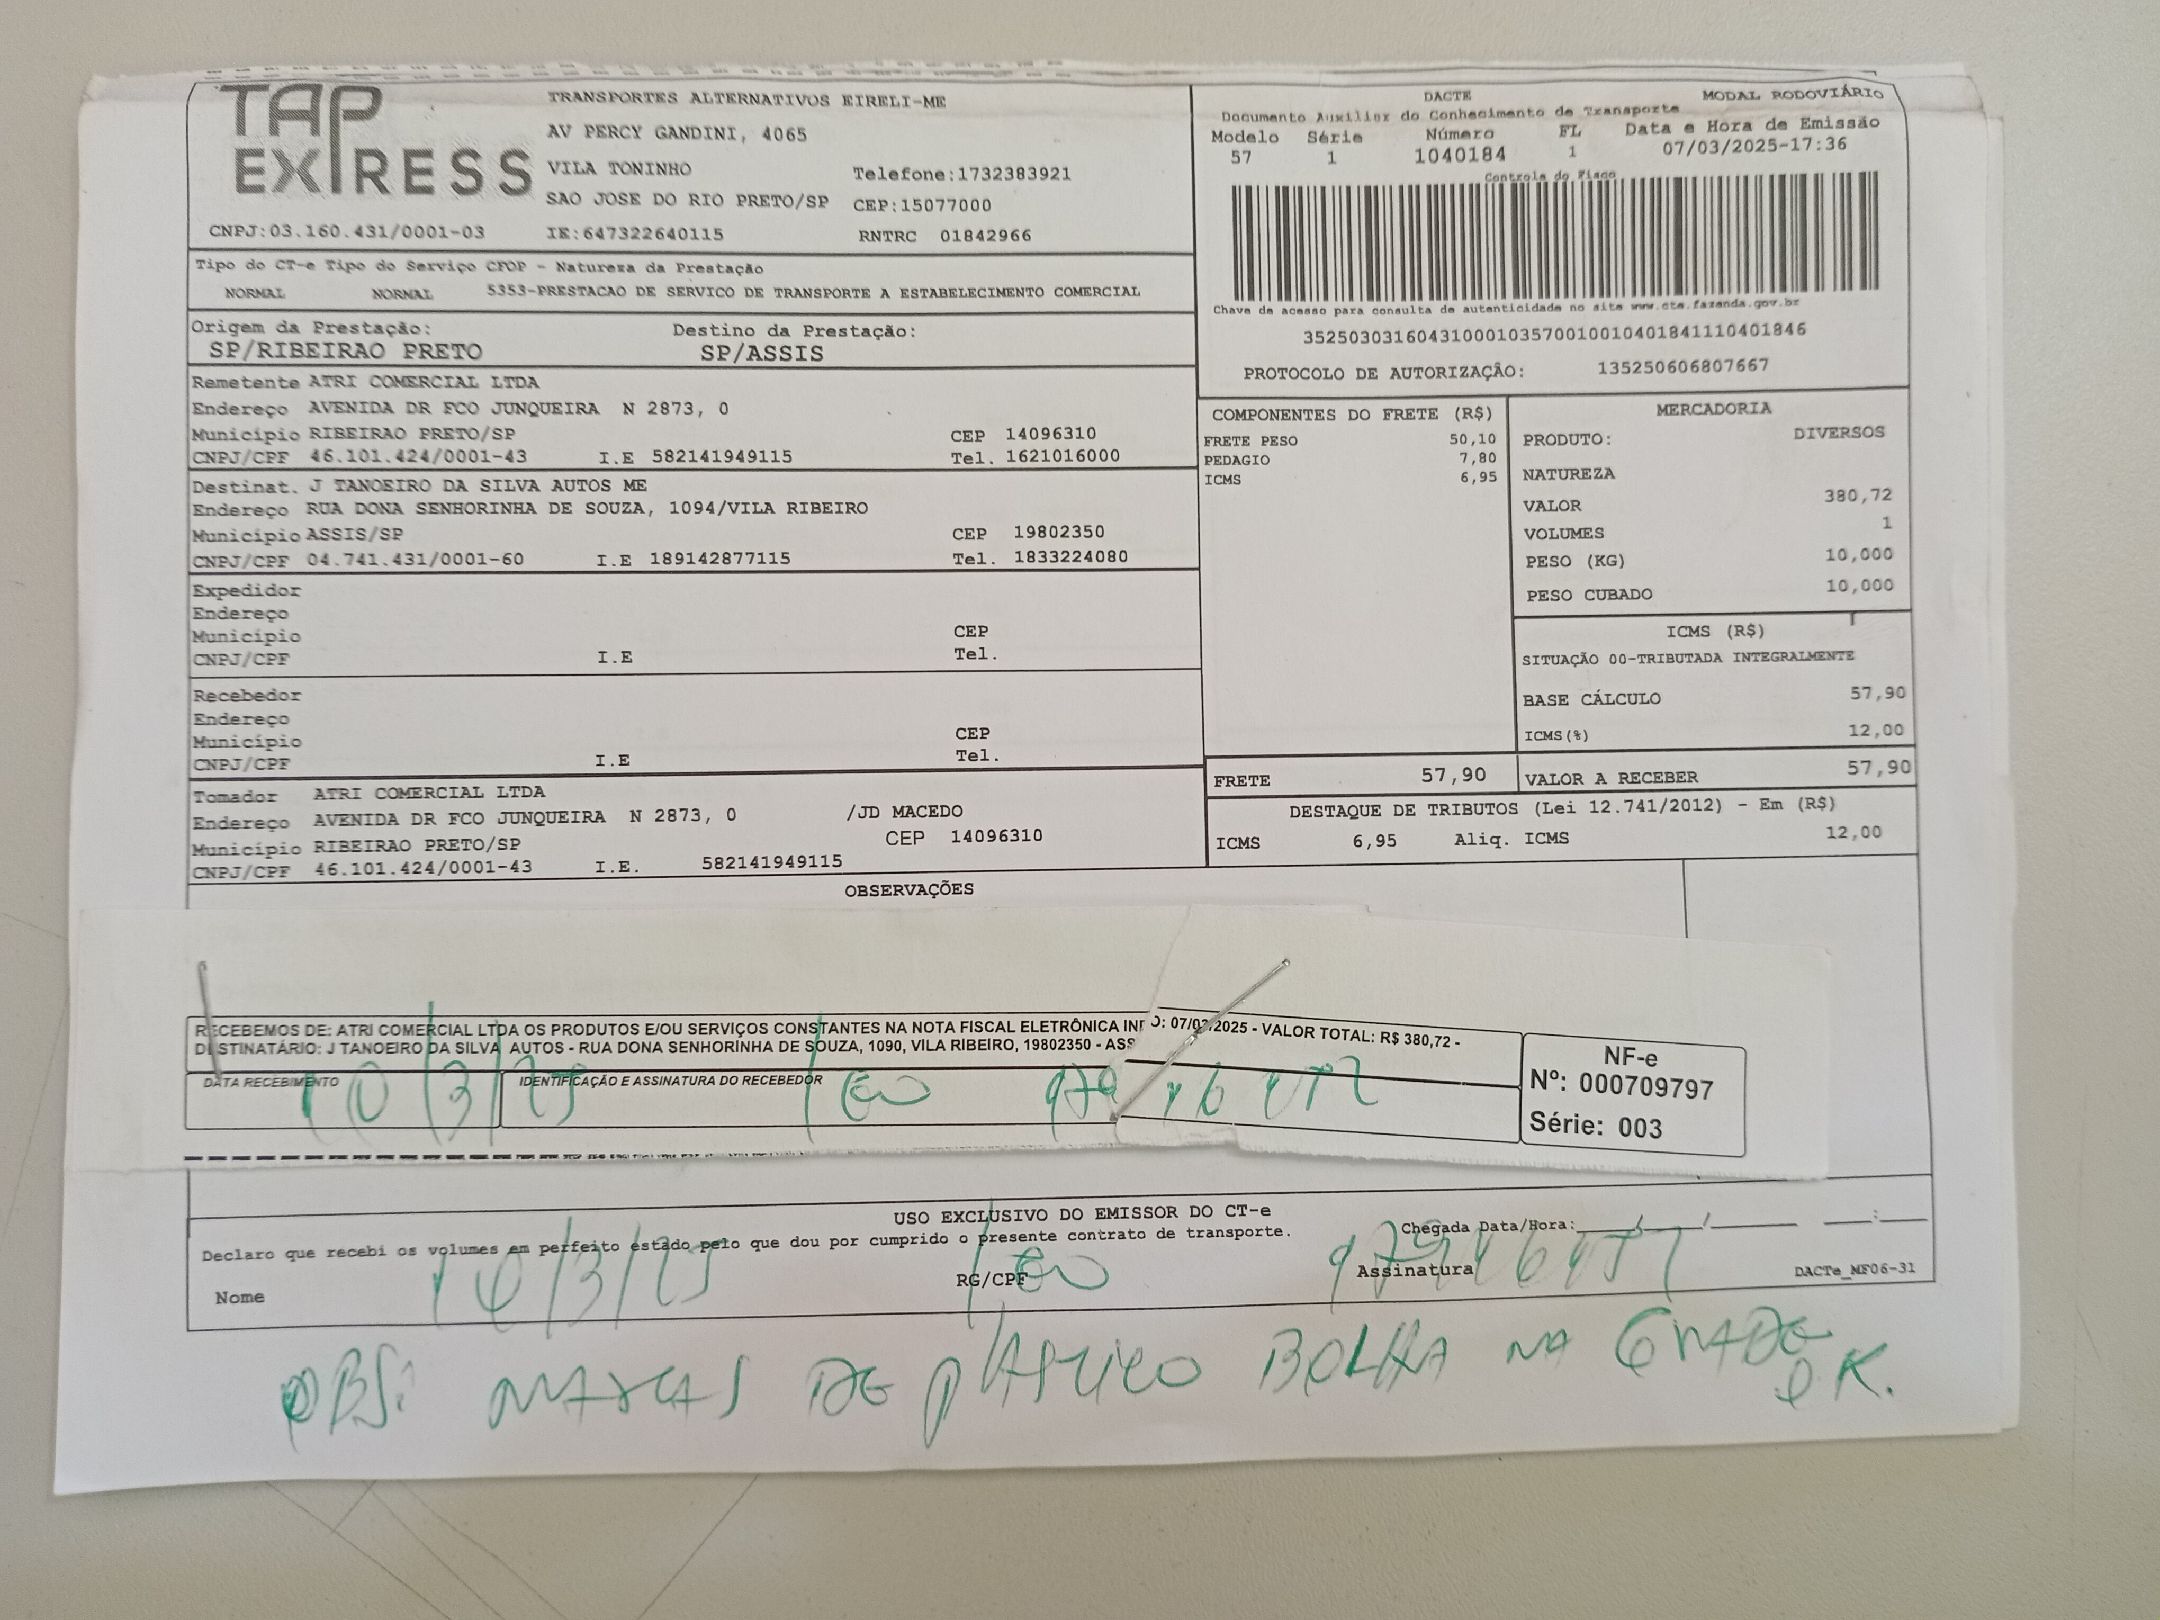 TAP EXPRESS
TRANSPORTES ALTERNATIVOS EIRELI-ME
AV PERCY GANDINI, 4065
VILA TONINHO Telefone:1732383921
SAO JOSE DO RIO PRETO/SP CEP:15077000
CNPJ:03.160.431/0001-03 IE:647322640115 RNTRC 01842966
DACTE MODAL RODOVIÁRIO
Documento Auxiliar do Conhecimento de Transporte
Modelo Série Número FL Data e Hora de Emissão
57 1 1040184 1 07/03/2025-17:36
Controle do Fisco
Chave de acesso para consulta de autenticidade no site www.cte.fazenda.gov.br
35250303160431000103570010010401841110401846
PROTOCOLO DE AUTORIZAÇÃO: 135250606807667
Tipo do CT-e Tipo do Serviço CFOP - Natureza da Prestação
NORMAL NORMAL 5353-PRESTACAO DE SERVICO DE TRANSPORTE A ESTABELECIMENTO COMERCIAL
Origem da Prestação: Destino da Prestação:
SP/RIBEIRAO PRETO SP/ASSIS
Remetente ATRI COMERCIAL LTDA
Endereço AVENIDA DR FCO JUNQUEIRA N 2873, 0
Município RIBEIRAO PRETO/SP CEP 14096310
CNPJ/CPF 46.101.424/0001-43 I.E 582141949115 Tel. 1621016000
Destinat. J TANOEIRO DA SILVA AUTOS ME
Endereço RUA DONA SENHORINHA DE SOUZA, 1094/VILA RIBEIRO
Município ASSIS/SP CEP 19802350
CNPJ/CPF 04.741.431/0001-60 I.E 189142877115 Tel. 1833224080
Expedidor
Endereço
Município CEP
CNPJ/CPF I.E Tel.
Recebedor
Endereço
Município CEP
CNPJ/CPF I.E Tel.
Tomador ATRI COMERCIAL LTDA
Endereço AVENIDA DR FCO JUNQUEIRA N 2873, 0 /JD MACEDO
Município RIBEIRAO PRETO/SP CEP 14096310
CNPJ/CPF 46.101.424/0001-43 I.E. 582141949115
COMPONENTES DO FRETE (R$)
FRETE PESO 50,10
PEDAGIO 7,80
ICMS 6,95
MERCADORIA
PRODUTO: DIVERSOS
NATUREZA
VALOR 380,72
VOLUMES 1
PESO (KG) 10,000
PESO CUBADO 10,000
ICMS (R$)
SITUAÇÃO 00-TRIBUTADA INTEGRALMENTE
BASE CÁLCULO 57,90
ICMS(%) 12,00
FRETE 57,90 VALOR A RECEBER 57,90
DESTAQUE DE TRIBUTOS (Lei 12.741/2012) - Em (R$)
ICMS 6,95 Aliq. ICMS 12,00
OBSERVAÇÕES
RECEBEMOS DE: ATRI COMERCIAL LTDA OS PRODUTOS E/OU SERVIÇOS CONSTANTES NA NOTA FISCAL ELETRÔNICA 07/03/2025 - VALOR TOTAL: R$ 380,72 -
DESTINATÁRIO: J TANOEIRO DA SILVA AUTOS - RUA DONA SENHORINHA DE SOUZA, 1090, VILA RIBEIRO, 19802350 - ASS
DATA RECEBIMENTO IDENTIFICAÇÃO E ASSINATURA DO RECEBEDOR
10/3/25
NF-e
Nº: 000709797
Série: 003
USO EXCLUSIVO DO EMISSOR DO CT-e
Declaro que recebi os volumes em perfeito estado pelo que dou por cumprido o presente contrato de transporte. Chegada Data/Hora:
10/3/25
Nome RG/CPF Assinatura DACTe_NF06-31
OBS: MARCAS DE PLASTICO BOLHA NA GRADE
O.K.